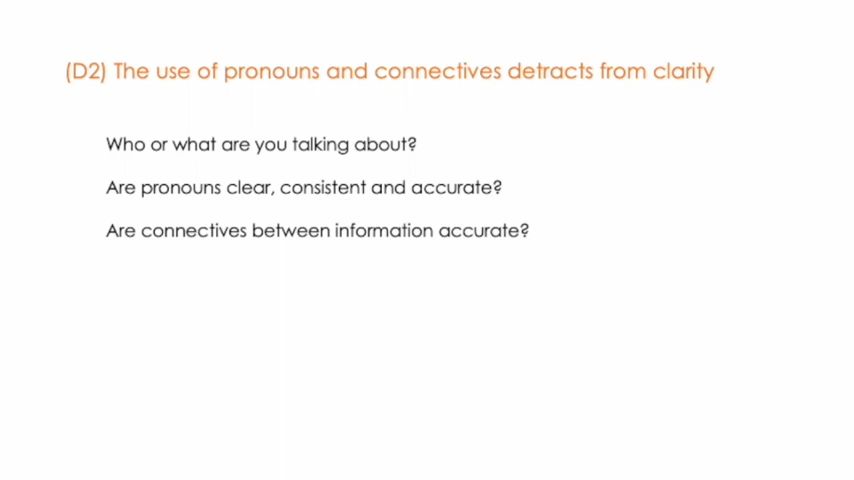 (D2) The use of pronouns and connectives detracts from clarity
Who or what are you talking about?
Are pronouns clear, consistent and accurate?
Are connectives between information accurate?